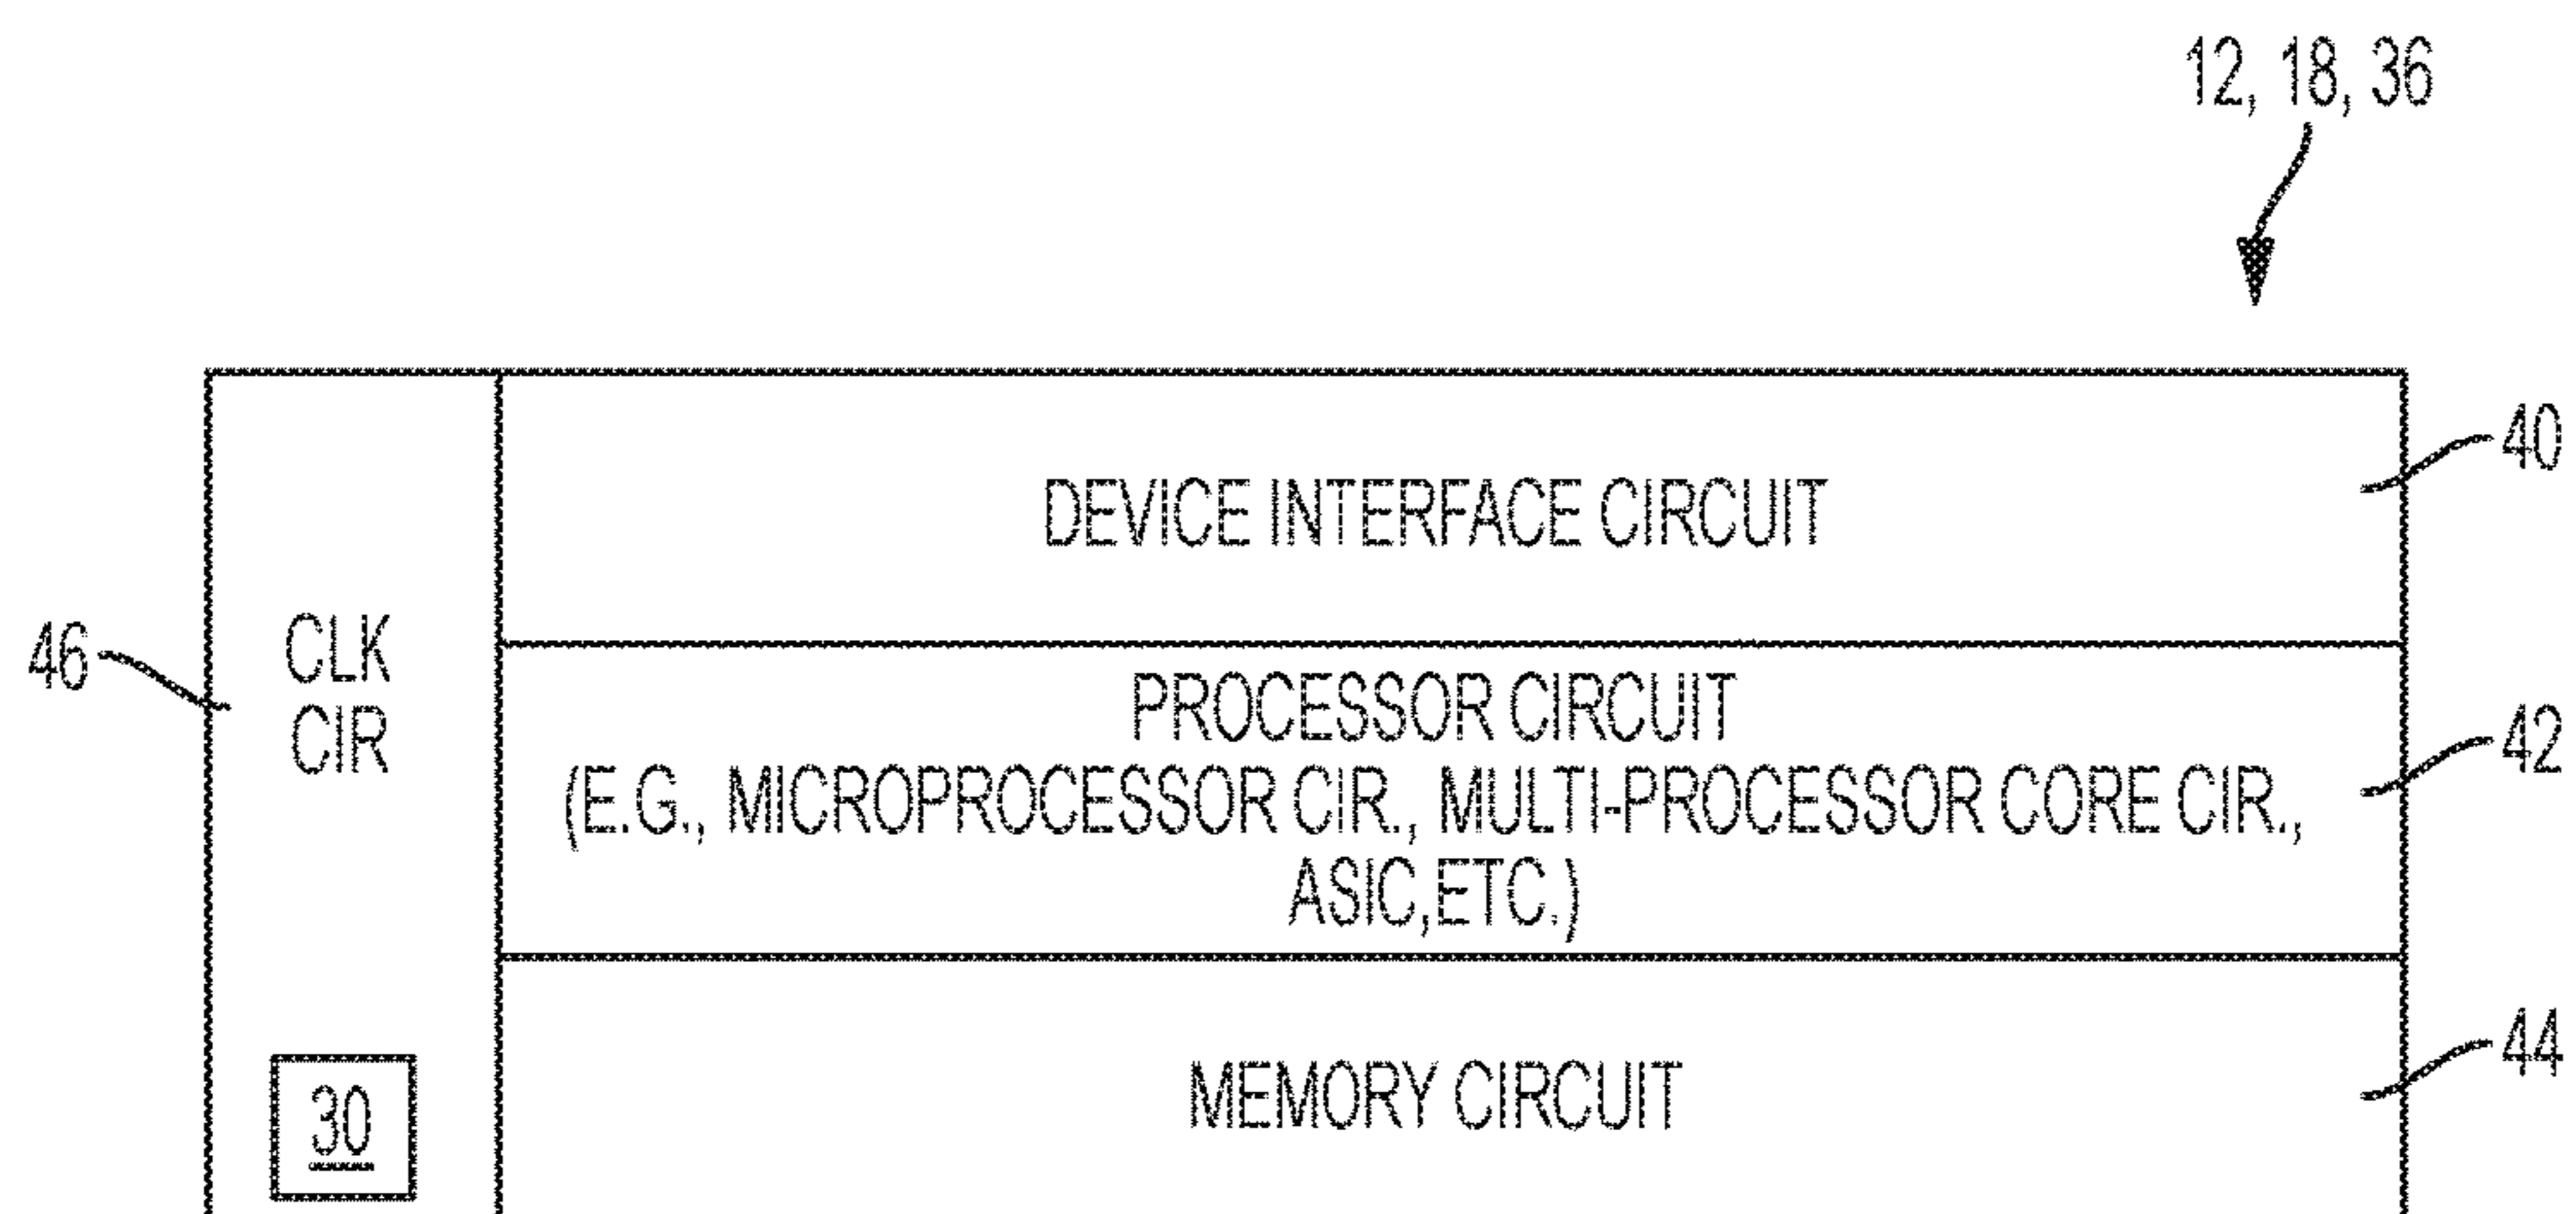 12, 18, 36
40
DEVICE INTERFACE CIRCUIT
46
CLK
CIR
PROCESSOR CIRCUIT
(E.G., MICROPROCESSOR CIR., MULTI-PROCESSOR CORE CIR.,
ASIC,ETC.)
42
44
MEMORY CIRCUIT
30